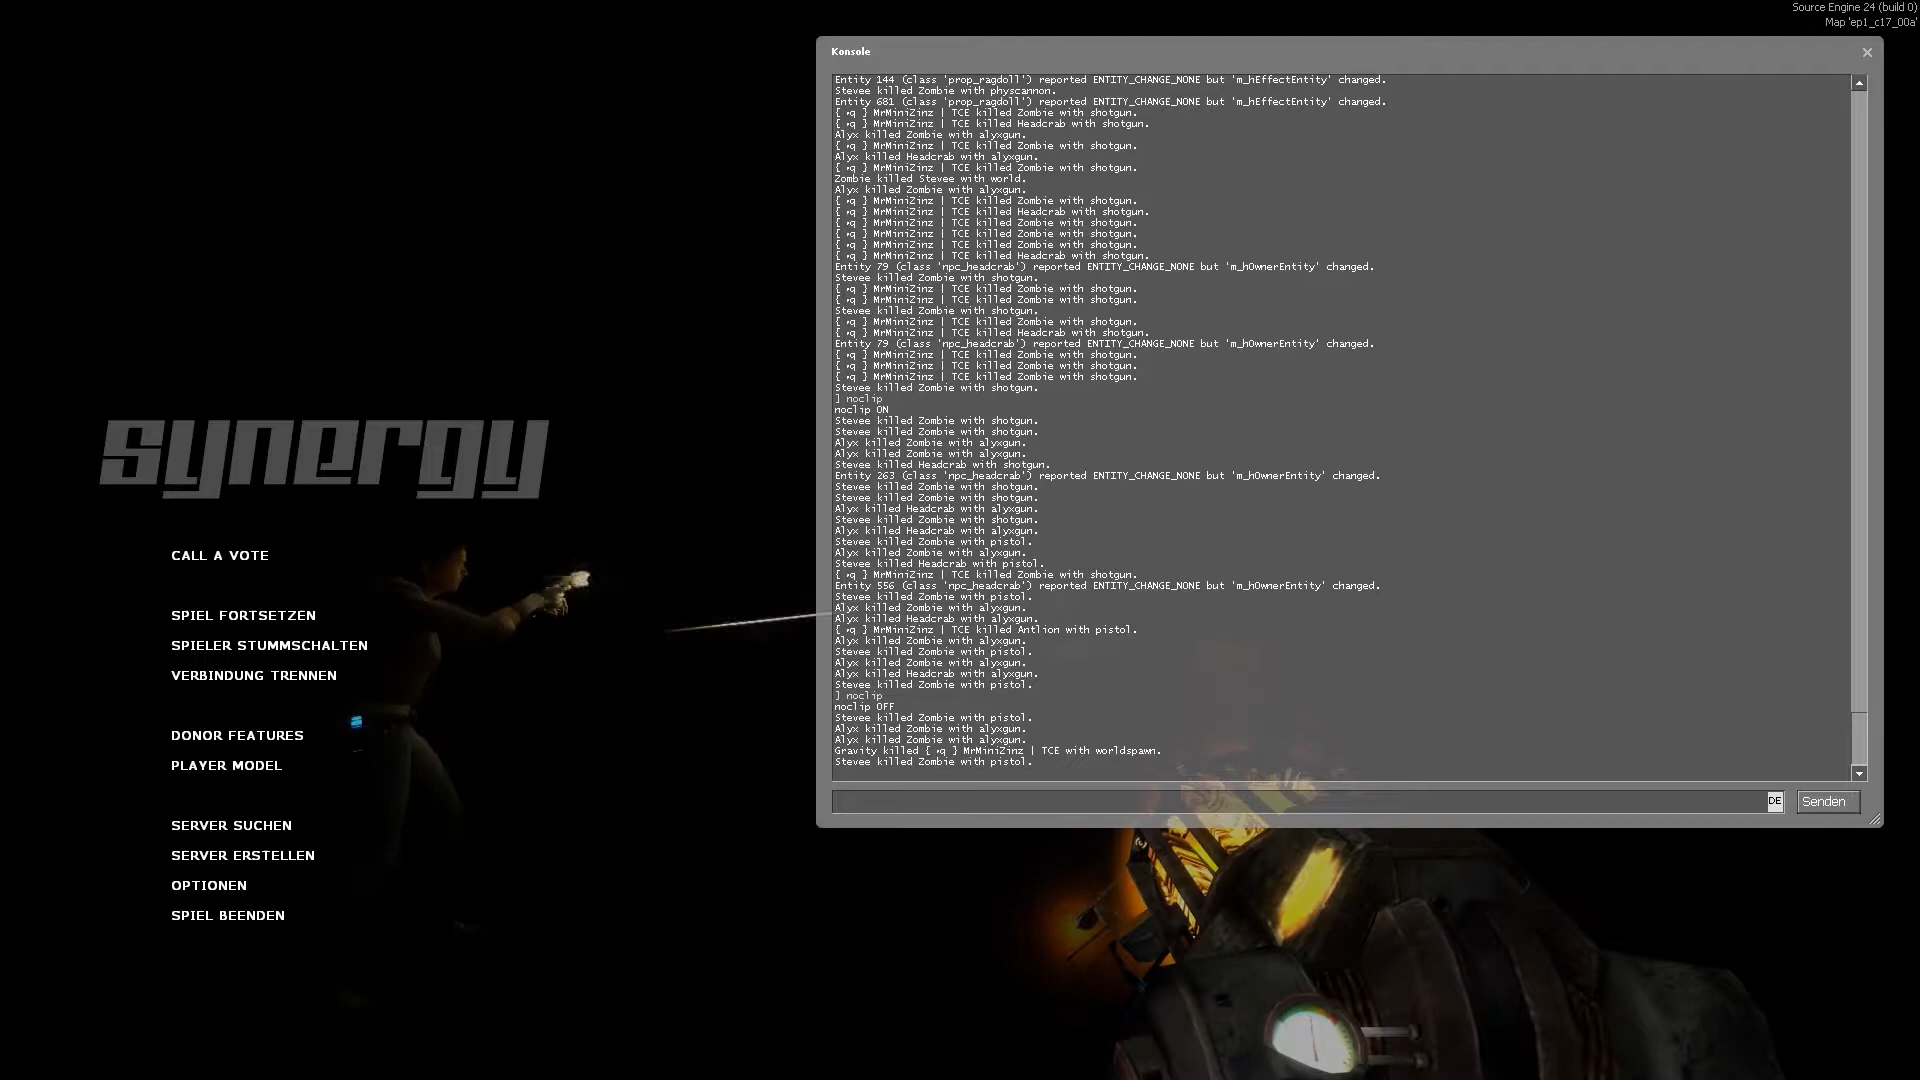 Source Engine 24 (build 0)
Map 'ep1_c17_00a'
Konsole
Entity 144 (class 'prop_ragdoll') reported ENTITY_CHANGE_NONE but 'm_hEffectEntity' changed.
Stevee killed Zombie with physcannon.
Entity 681 (class 'prop_ragdoll') reported ENTITY_CHANGE_NONE but 'm_hEffectEntity' changed.
{ •q } MrMiniZinz | TCE killed Zombie with shotgun.
{ •q } MrMiniZinz | TCE killed Headcrab with shotgun.
Alyx killed Zombie with alyxgun.
{ •q } MrMiniZinz | TCE killed Zombie with shotgun.
Alyx killed Headcrab with alyxgun.
{ •q } MrMiniZinz | TCE killed Zombie with shotgun.
Zombie killed Stevee with world.
Alyx killed Zombie with alyxgun.
{ •q } MrMiniZinz | TCE killed Zombie with shotgun.
{ •q } MrMiniZinz | TCE killed Headcrab with shotgun.
{ •q } MrMiniZinz | TCE killed Zombie with shotgun.
{ •q } MrMiniZinz | TCE killed Zombie with shotgun.
{ •q } MrMiniZinz | TCE killed Zombie with shotgun.
{ •q } MrMiniZinz | TCE killed Headcrab with shotgun.
Entity 79 (class 'npc_headcrab') reported ENTITY_CHANGE_NONE but 'm_hOwnerEntity' changed.
Stevee killed Zombie with shotgun.
{ •q } MrMiniZinz | TCE killed Zombie with shotgun.
{ •q } MrMiniZinz | TCE killed Zombie with shotgun.
Stevee killed Zombie with shotgun.
{ •q } MrMiniZinz | TCE killed Zombie with shotgun.
{ •q } MrMiniZinz | TCE killed Headcrab with shotgun.
Entity 79 (class 'npc_headcrab') reported ENTITY_CHANGE_NONE but 'm_hOwnerEntity' changed.
{ •q } MrMiniZinz | TCE killed Zombie with shotgun.
{ •q } MrMiniZinz | TCE killed Zombie with shotgun.
{ •q } MrMiniZinz | TCE killed Zombie with shotgun.
Stevee killed Zombie with shotgun.
] noclip
noclip ON
Stevee killed Zombie with shotgun.
Stevee killed Zombie with shotgun.
Alyx killed Zombie with alyxgun.
Alyx killed Zombie with alyxgun.
Stevee killed Headcrab with shotgun.
Entity 263 (class 'npc_headcrab') reported ENTITY_CHANGE_NONE but 'm_hOwnerEntity' changed.
Stevee killed Zombie with shotgun.
Stevee killed Zombie with shotgun.
Alyx killed Headcrab with alyxgun.
Stevee killed Zombie with shotgun.
Alyx killed Headcrab with alyxgun.
Stevee killed Zombie with pistol.
Alyx killed Zombie with alyxgun.
Stevee killed Headcrab with pistol.
{ •q } MrMiniZinz | TCE killed Zombie with shotgun.
Entity 556 (class 'npc_headcrab') reported ENTITY_CHANGE_NONE but 'm_hOwnerEntity' changed.
Stevee killed Zombie with pistol.
Alyx killed Zombie with alyxgun.
Alyx killed Headcrab with alyxgun.
{ •q } MrMiniZinz | TCE killed Antlion with pistol.
Alyx killed Zombie with alyxgun.
Stevee killed Zombie with pistol.
Alyx killed Zombie with alyxgun.
Alyx killed Headcrab with alyxgun.
Stevee killed Zombie with pistol.
] noclip
noclip OFF
Stevee killed Zombie with pistol.
Alyx killed Zombie with alyxgun.
Alyx killed Zombie with alyxgun.
Gravity killed { •q } MrMiniZinz | TCE with worldspawn.
Stevee killed Zombie with pistol.
DE
Senden
synergy
CALL A VOTE
SPIEL FORTSETZEN
SPIELER STUMMSCHALTEN
VERBINDUNG TRENNEN
DONOR FEATURES
PLAYER MODEL
SERVER SUCHEN
SERVER ERSTELLEN
OPTIONEN
SPIEL BEENDEN